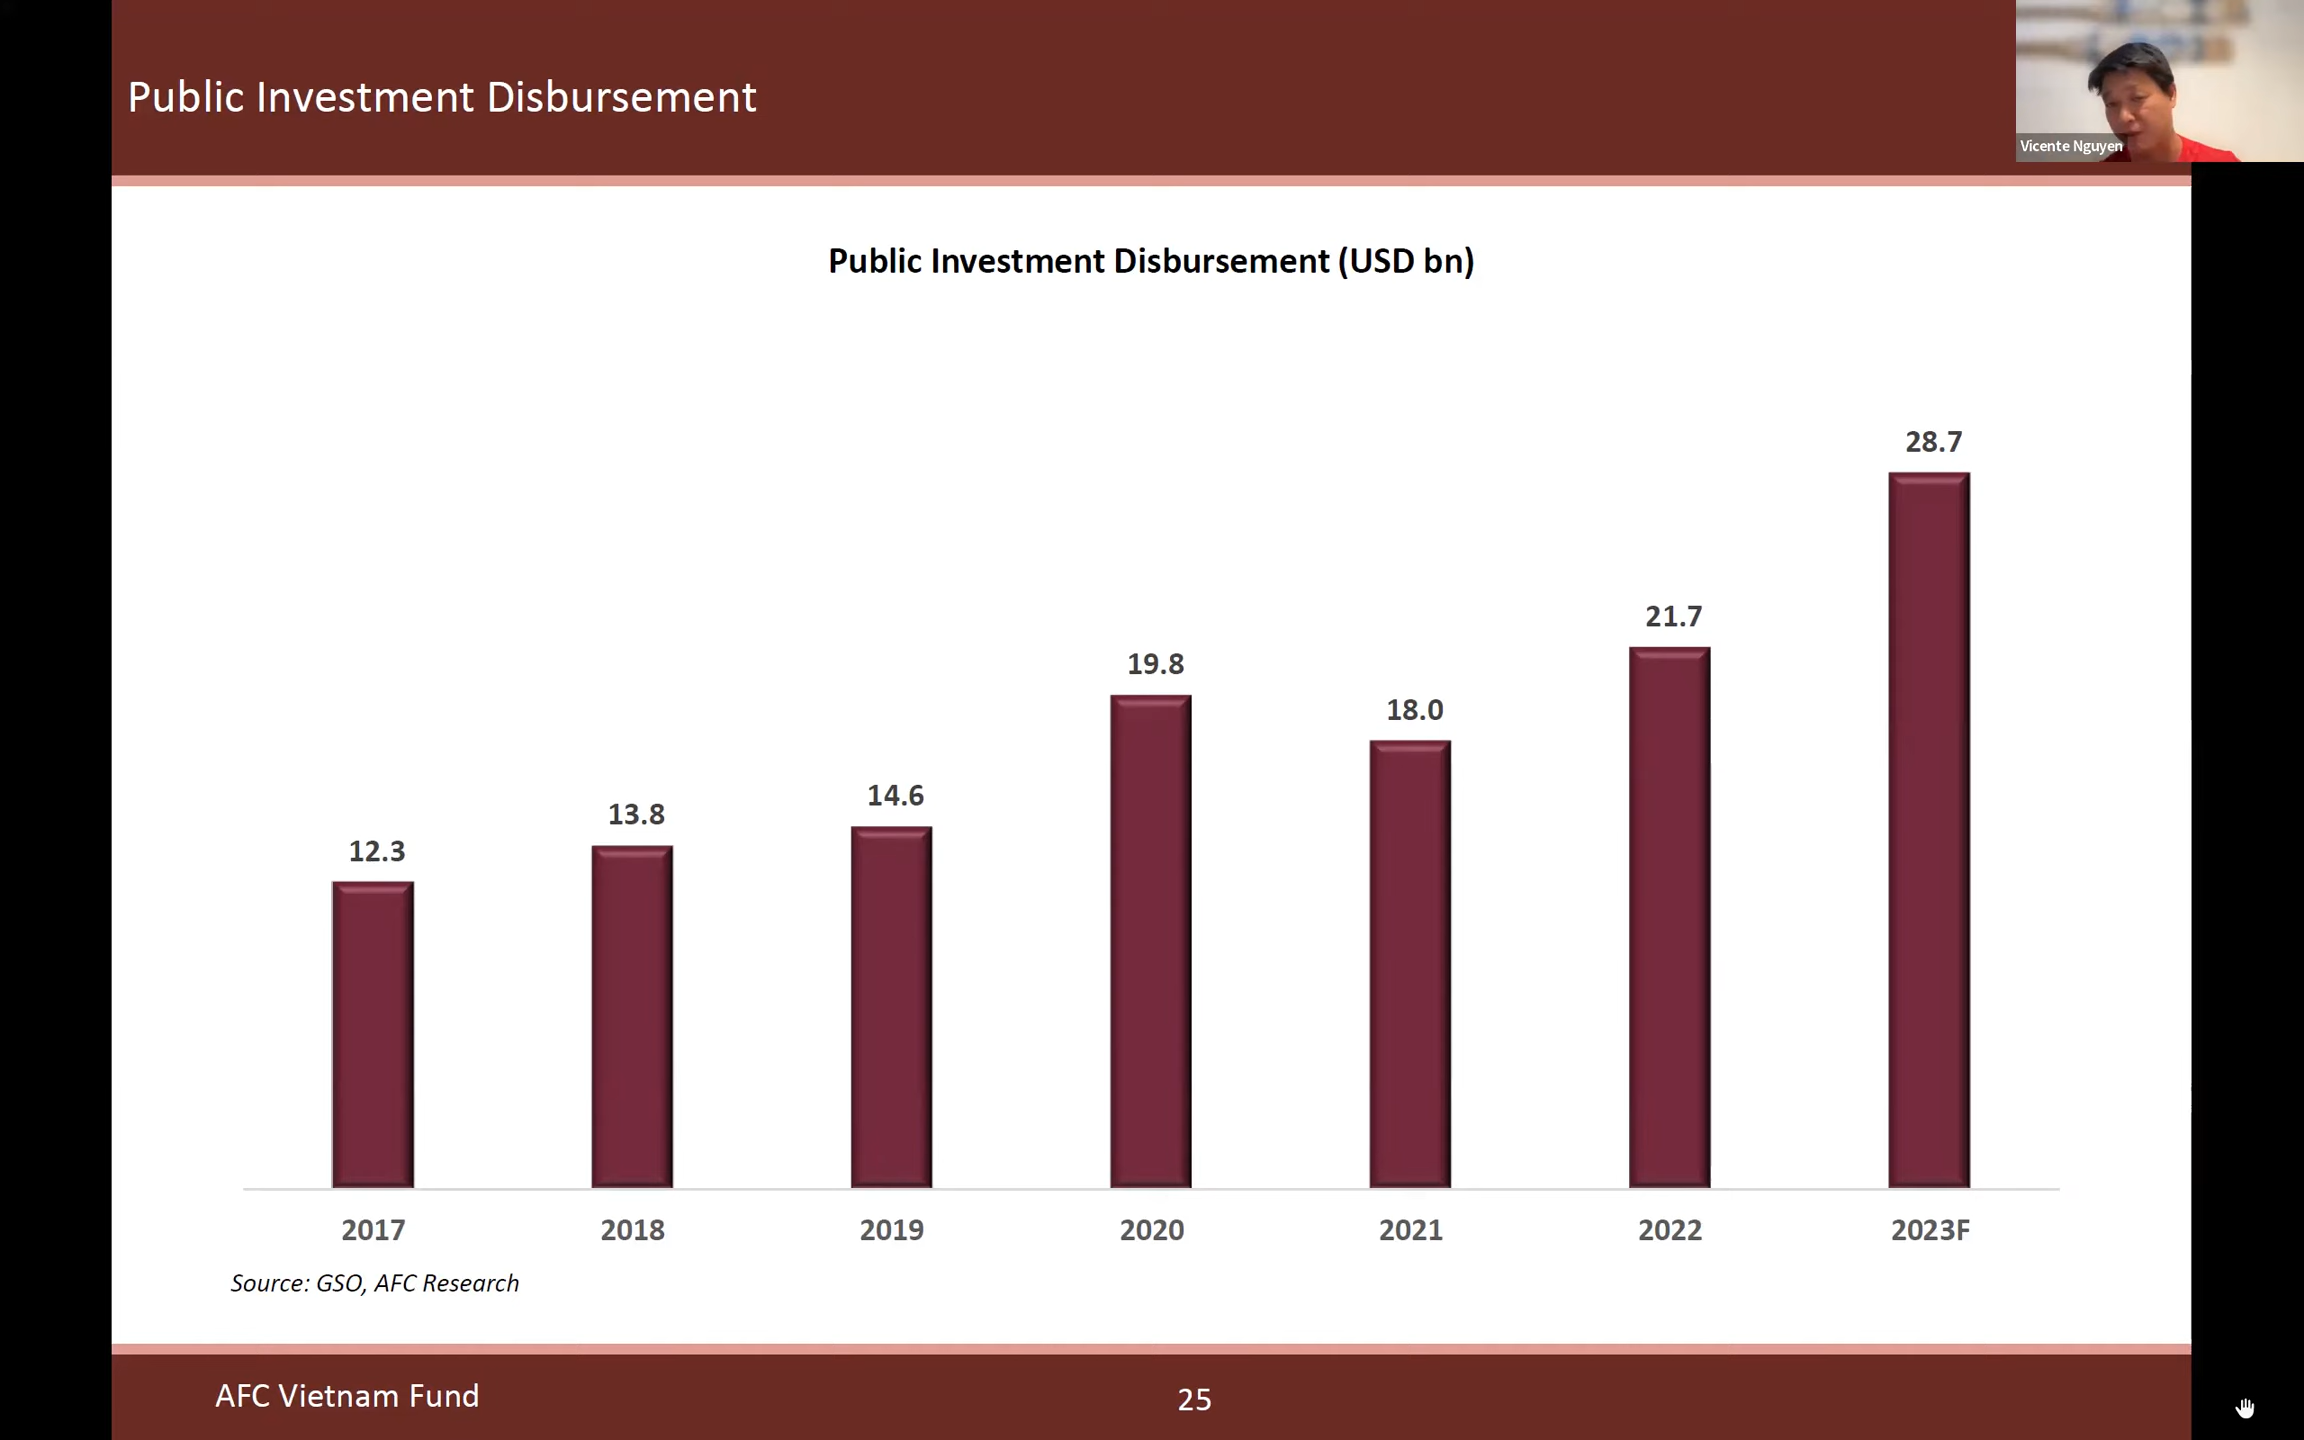 Public Investment Disbursement
Vicente Nguyen
Public Investment Disbursement (USD bn)
12.3
13.8
14.6
19.8
18.0
21.7
28.7
2017
2018
2019
2020
2021
2022
2023F
Source: GSO, AFC Research
AFC Vietnam Fund
25